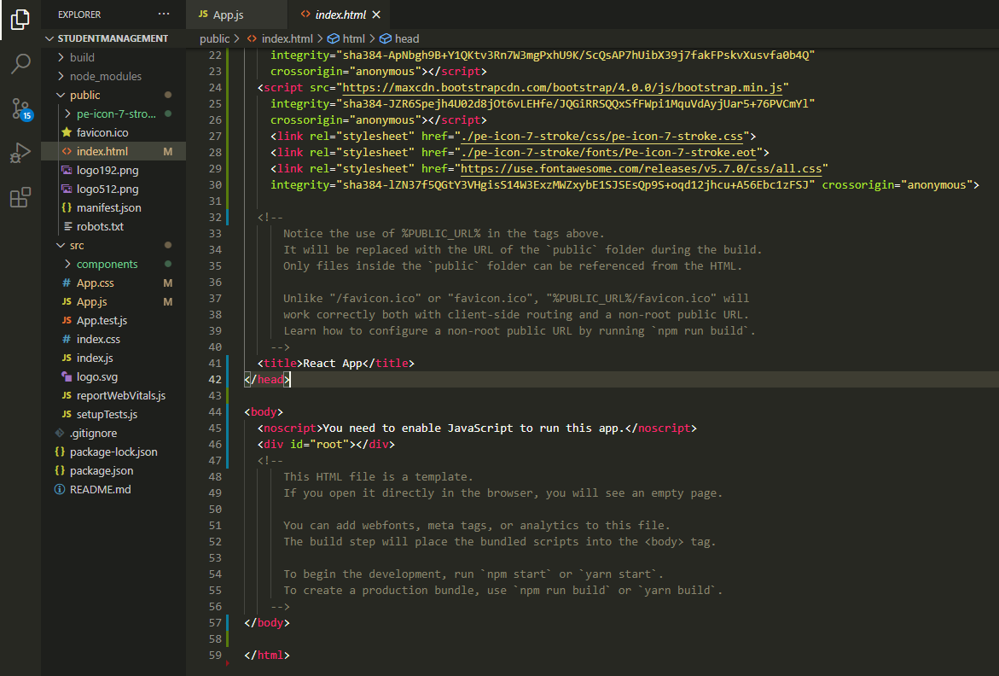 EXPLORER
STUDENTMANAGEMENT
build
node_modules
public
pe-icon-7-stro...
favicon.ico
index.html M
logo192.png
logo512.png
manifest.json
robots.txt
src
components
App.css M
App.js M
App.test.js
index.css
index.js
logo.svg
reportWebVitals.js
setupTests.js
.gitignore
package-lock.json
package.json
README.md
15
JS App.js
<> index.html ×
public > <> index.html > html > head
22 integrity="sha384-ApNbgh9B+Y1QKtv3Rn7W3mgPxhU9K/ScQsAP7hUibX39j7fakFPskvXusvfa0b4Q"
23 crossorigin="anonymous"></script>
24 <script src="https://maxcdn.bootstrapcdn.com/bootstrap/4.0.0/js/bootstrap.min.js"
25 integrity="sha384-JZR6Spejh4U02d8jOt6vLEHfe/JQGiRRSQQxSfFWpi1MquVdAyjUar5+76PVCmYl"
26 crossorigin="anonymous"></script>
27 <link rel="stylesheet" href="./pe-icon-7-stroke/css/pe-icon-7-stroke.css">
28 <link rel="stylesheet" href="./pe-icon-7-stroke/fonts/Pe-icon-7-stroke.eot">
29 <link rel="stylesheet" href="https://use.fontawesome.com/releases/v5.7.0/css/all.css"
30 integrity="sha384-lZN37f5QGtY3VHgisS14W3ExzMWZxybE1SJSEsQp9S+oqd12jhcu+A56Ebc1zFSJ" crossorigin="anonymous">
31
32 <!--
33 Notice the use of %PUBLIC_URL% in the tags above.
34 It will be replaced with the URL of the `public` folder during the build.
35 Only files inside the `public` folder can be referenced from the HTML.
36
37 Unlike "/favicon.ico" or "favicon.ico", "%PUBLIC_URL%/favicon.ico" will
38 work correctly both with client-side routing and a non-root public URL.
39 Learn how to configure a non-root public URL by running `npm run build`.
40 -->
41 <title>React App</title>
42 </head>
43
44 <body>
45 <noscript>You need to enable JavaScript to run this app.</noscript>
46 <div id="root"></div>
47 <!--
48 This HTML file is a template.
49 If you open it directly in the browser, you will see an empty page.
50
51 You can add webfonts, meta tags, or analytics to this file.
52 The build step will place the bundled scripts into the <body> tag.
53
54 To begin the development, run `npm start` or `yarn start`.
55 To create a production bundle, use `npm run build` or `yarn build`.
56 -->
57 </body>
58
59 </html>